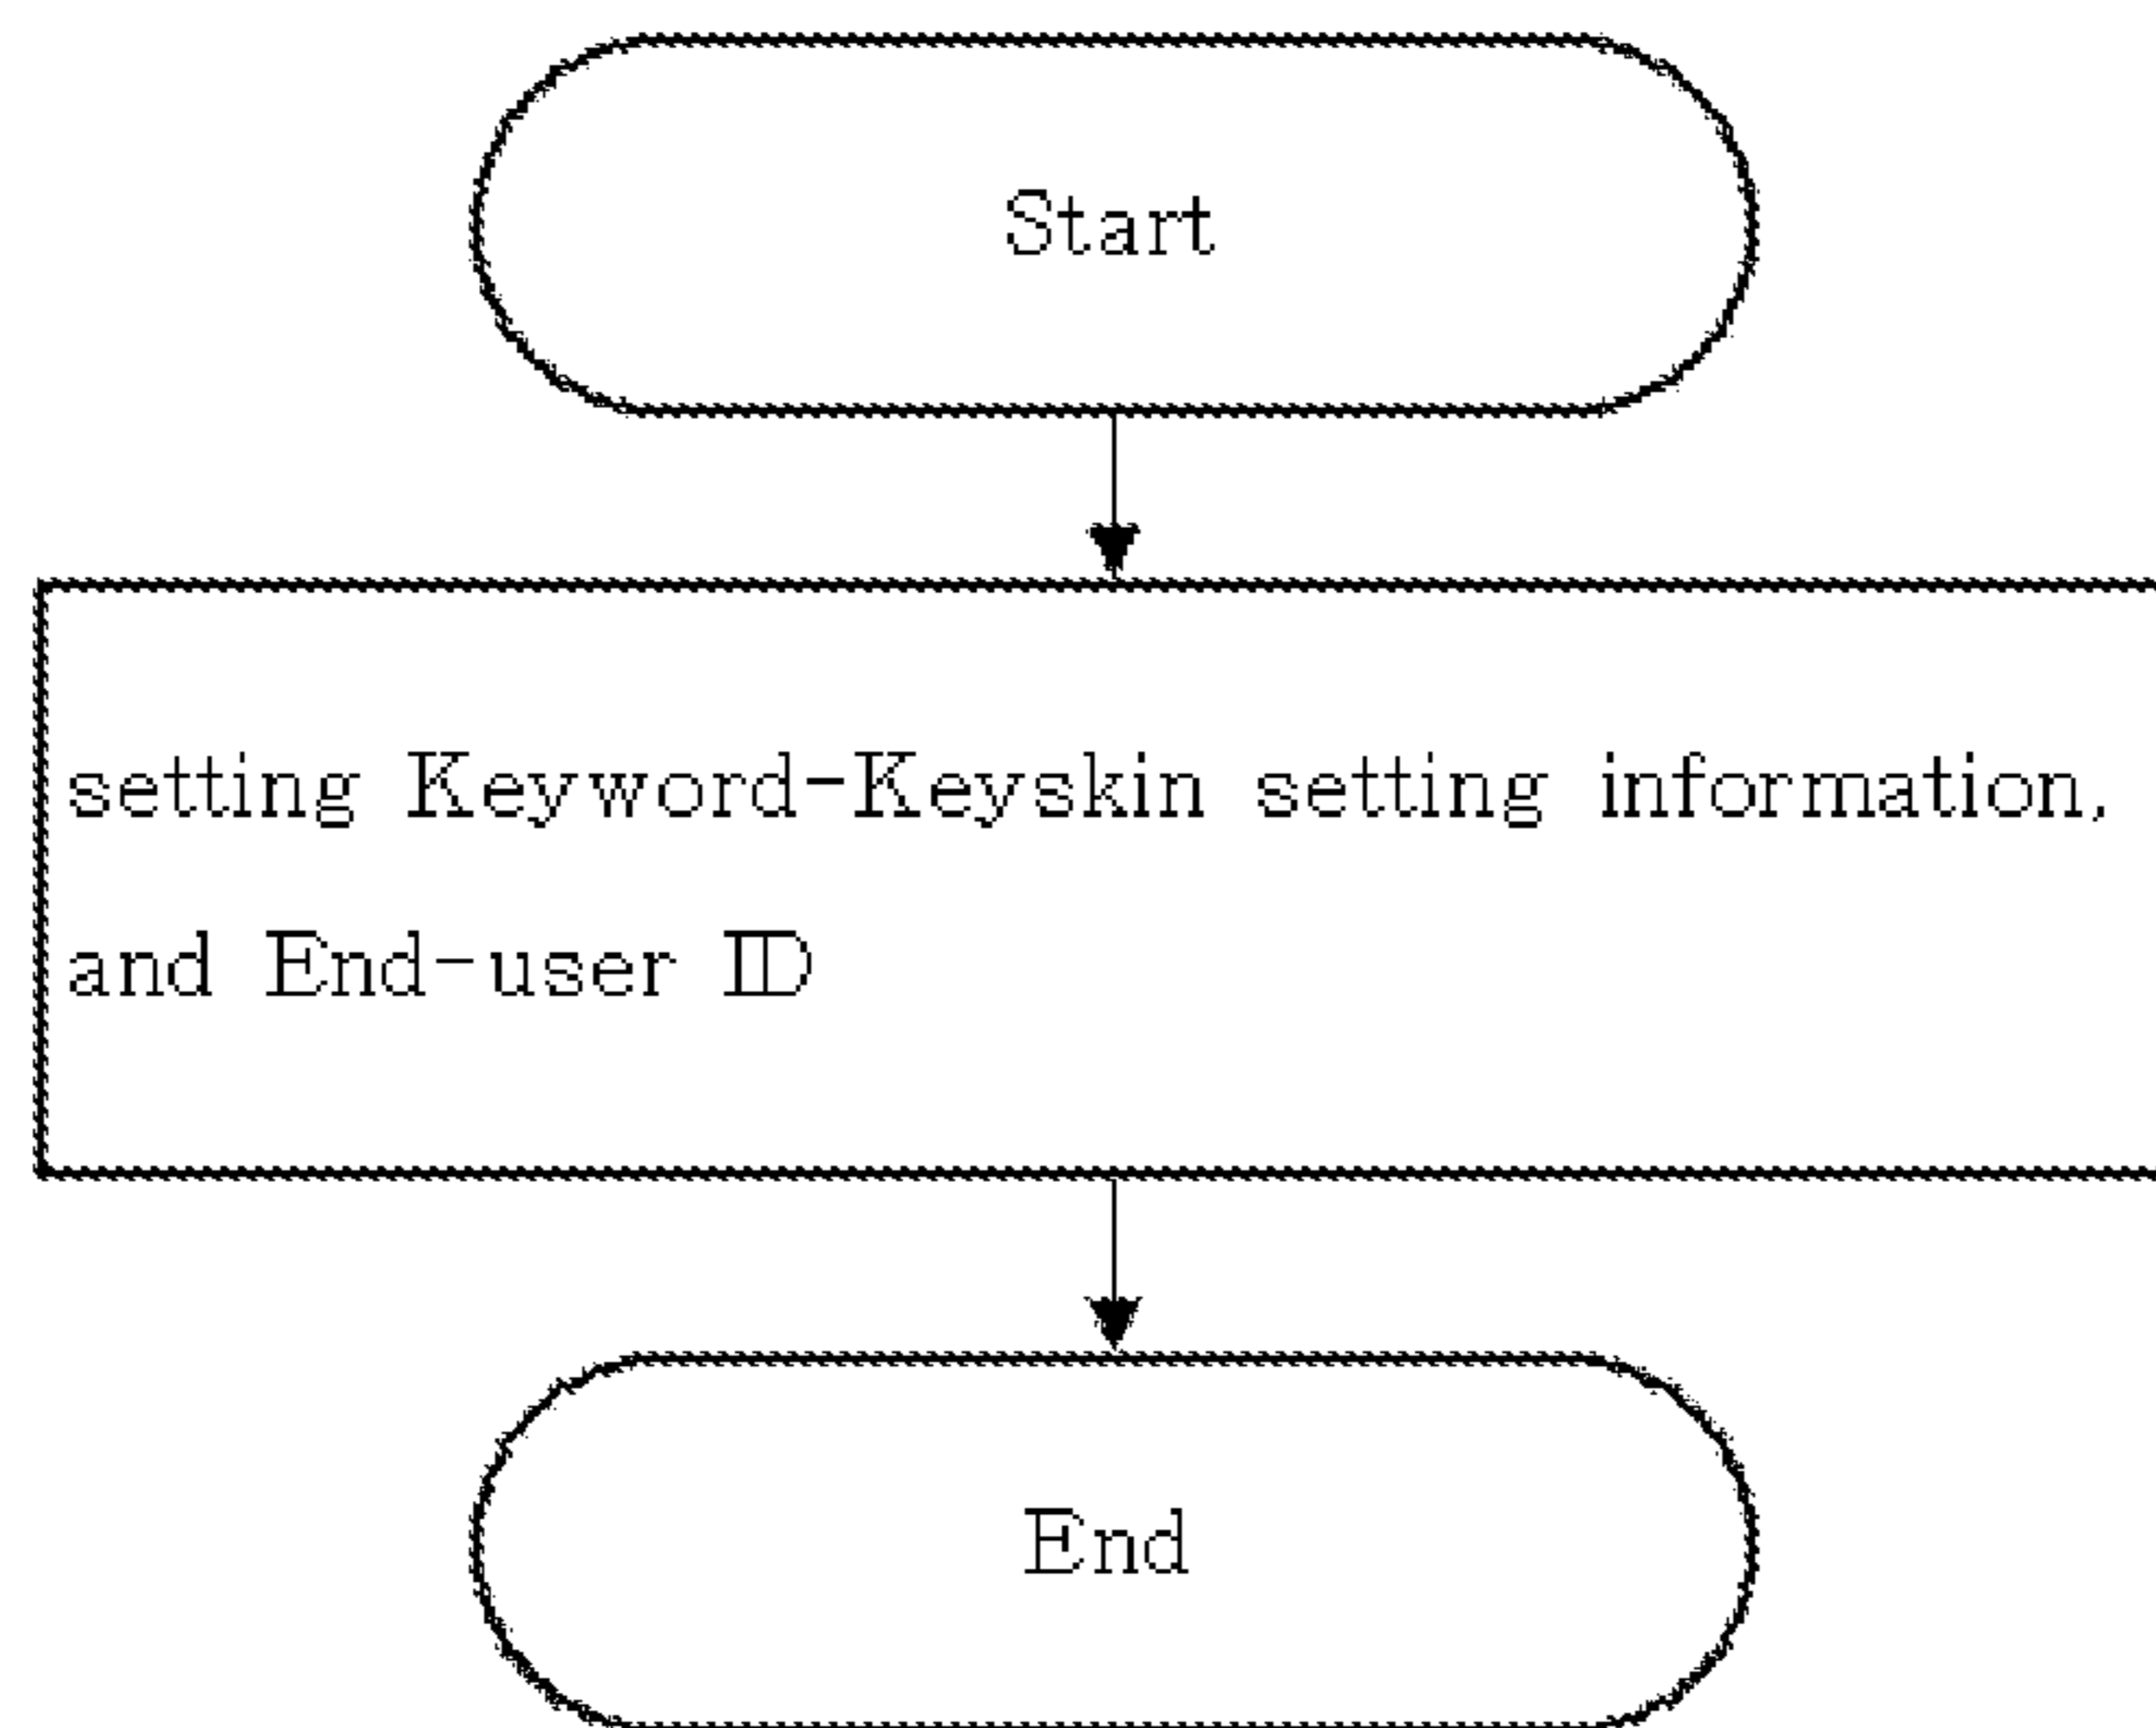 Start
setting Keyword-Keyskin setting information,
and End-user ID
End